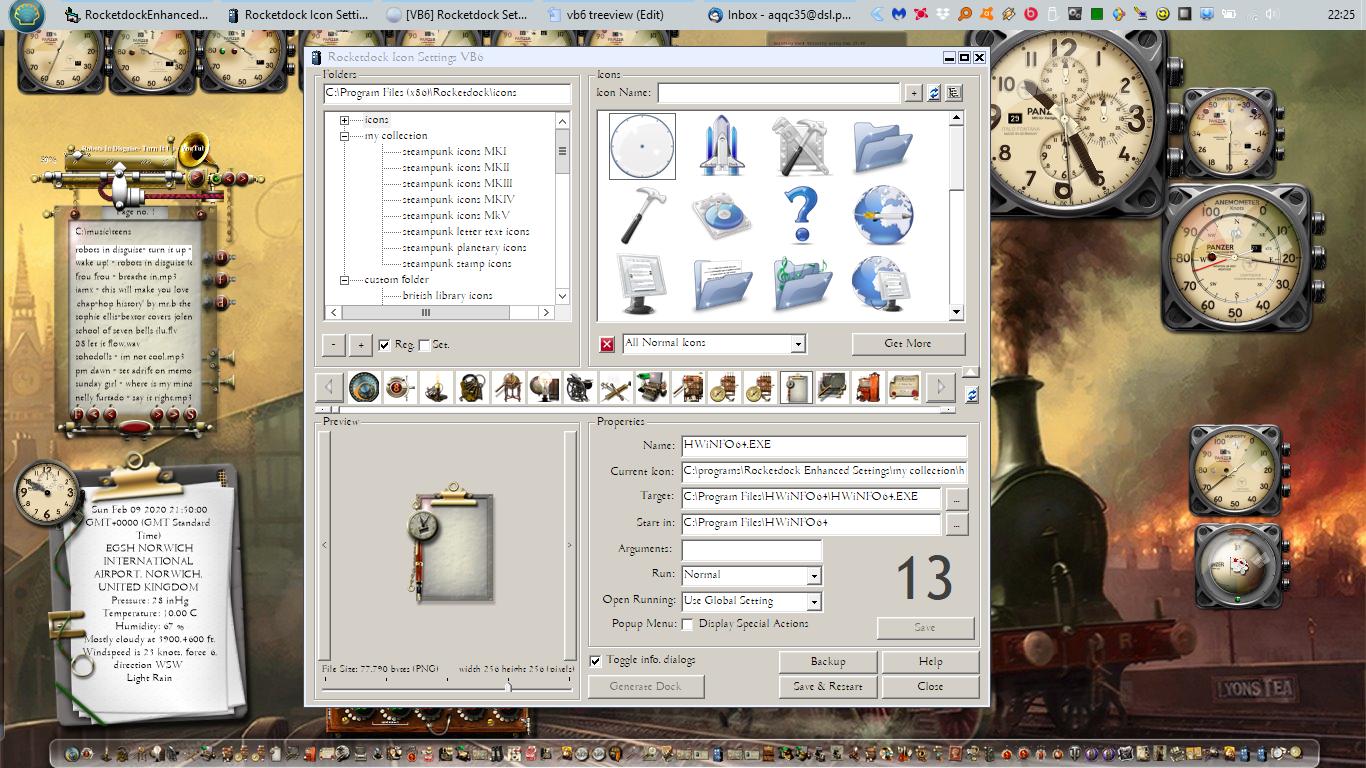 RocketdockEnhanced...
Rocketdock Icon Setti...
[VB6] Rocketdock Set...
vb6 treeview (Edit)
Inbox - aqqc35@dsl.p...
22:25
Rocketdock Icon Settings VB6
Folders
C:\Program Files (x86)\Rocketdock\icons
icons
my collection
steampunk icons MKI
steampunk icons MKII
steampunk icons MKIII
steampunk icons MKIV
steampunk icons MkV
steampunk letter text icons
steampunk planetary icons
steampunk stamp icons
custom folder
british library icons
- + Reg. Set.
Icons
Icon Name:
All Normal Icons
Get More
Preview
File Size: 77,790 bytes (PNG) width 256 height 256 (pixels)
Properties
Name: HWiNFO64.EXE
Current Icon: C:\programs\Rocketdock Enhanced Settings\my collection\h
Target: C:\Program Files\HWiNFO64\HWiNFO64.EXE ...
Start in: C:\Program Files\HWiNFO64 ...
Arguments:
Run: Normal
Open Running: Use Global Setting
Popup Menu: Display Special Actions
13
Save
Toggle info. dialogs
Backup
Help
Generate Dock
Save & Restart
Close
Robots In Disguise- Turn It Up - YouTub
Page no. 1
C:\music\teens
robots in disguise- turn it up -
wake up! - robots in disguise le
frou frou - breathe in.mp3
iamx - this will make you love
'chap-hop history' by mr.b the
sophie ellis-bextor covers jolen
school of seven bells ilu.flv
08 let it flow.wav
sohodolls - im not cool.mp3
pm dawn - set adrift on memo
sunday girl - where is my mind
nelly furtado - say it right.mp3
Sun Feb 09 2020 21:50:00
GMT+0000 (GMT Standard
Time)
EGSH NORWICH
INTERNATIONAL
AIRPORT, NORWICH,
UNITED KINGDOM
Pressure: 28 inHg
Temperature: 10.00 C
Humidity: 67 %
Mostly cloudy at 3900,4600 ft.
Windspeed is 23 knots, force 6,
direction WSW
Light Rain
ITALO FONTANA
29
ANEMOMETER
Knots
PANZER
HUMIDITY
LYONS TEA